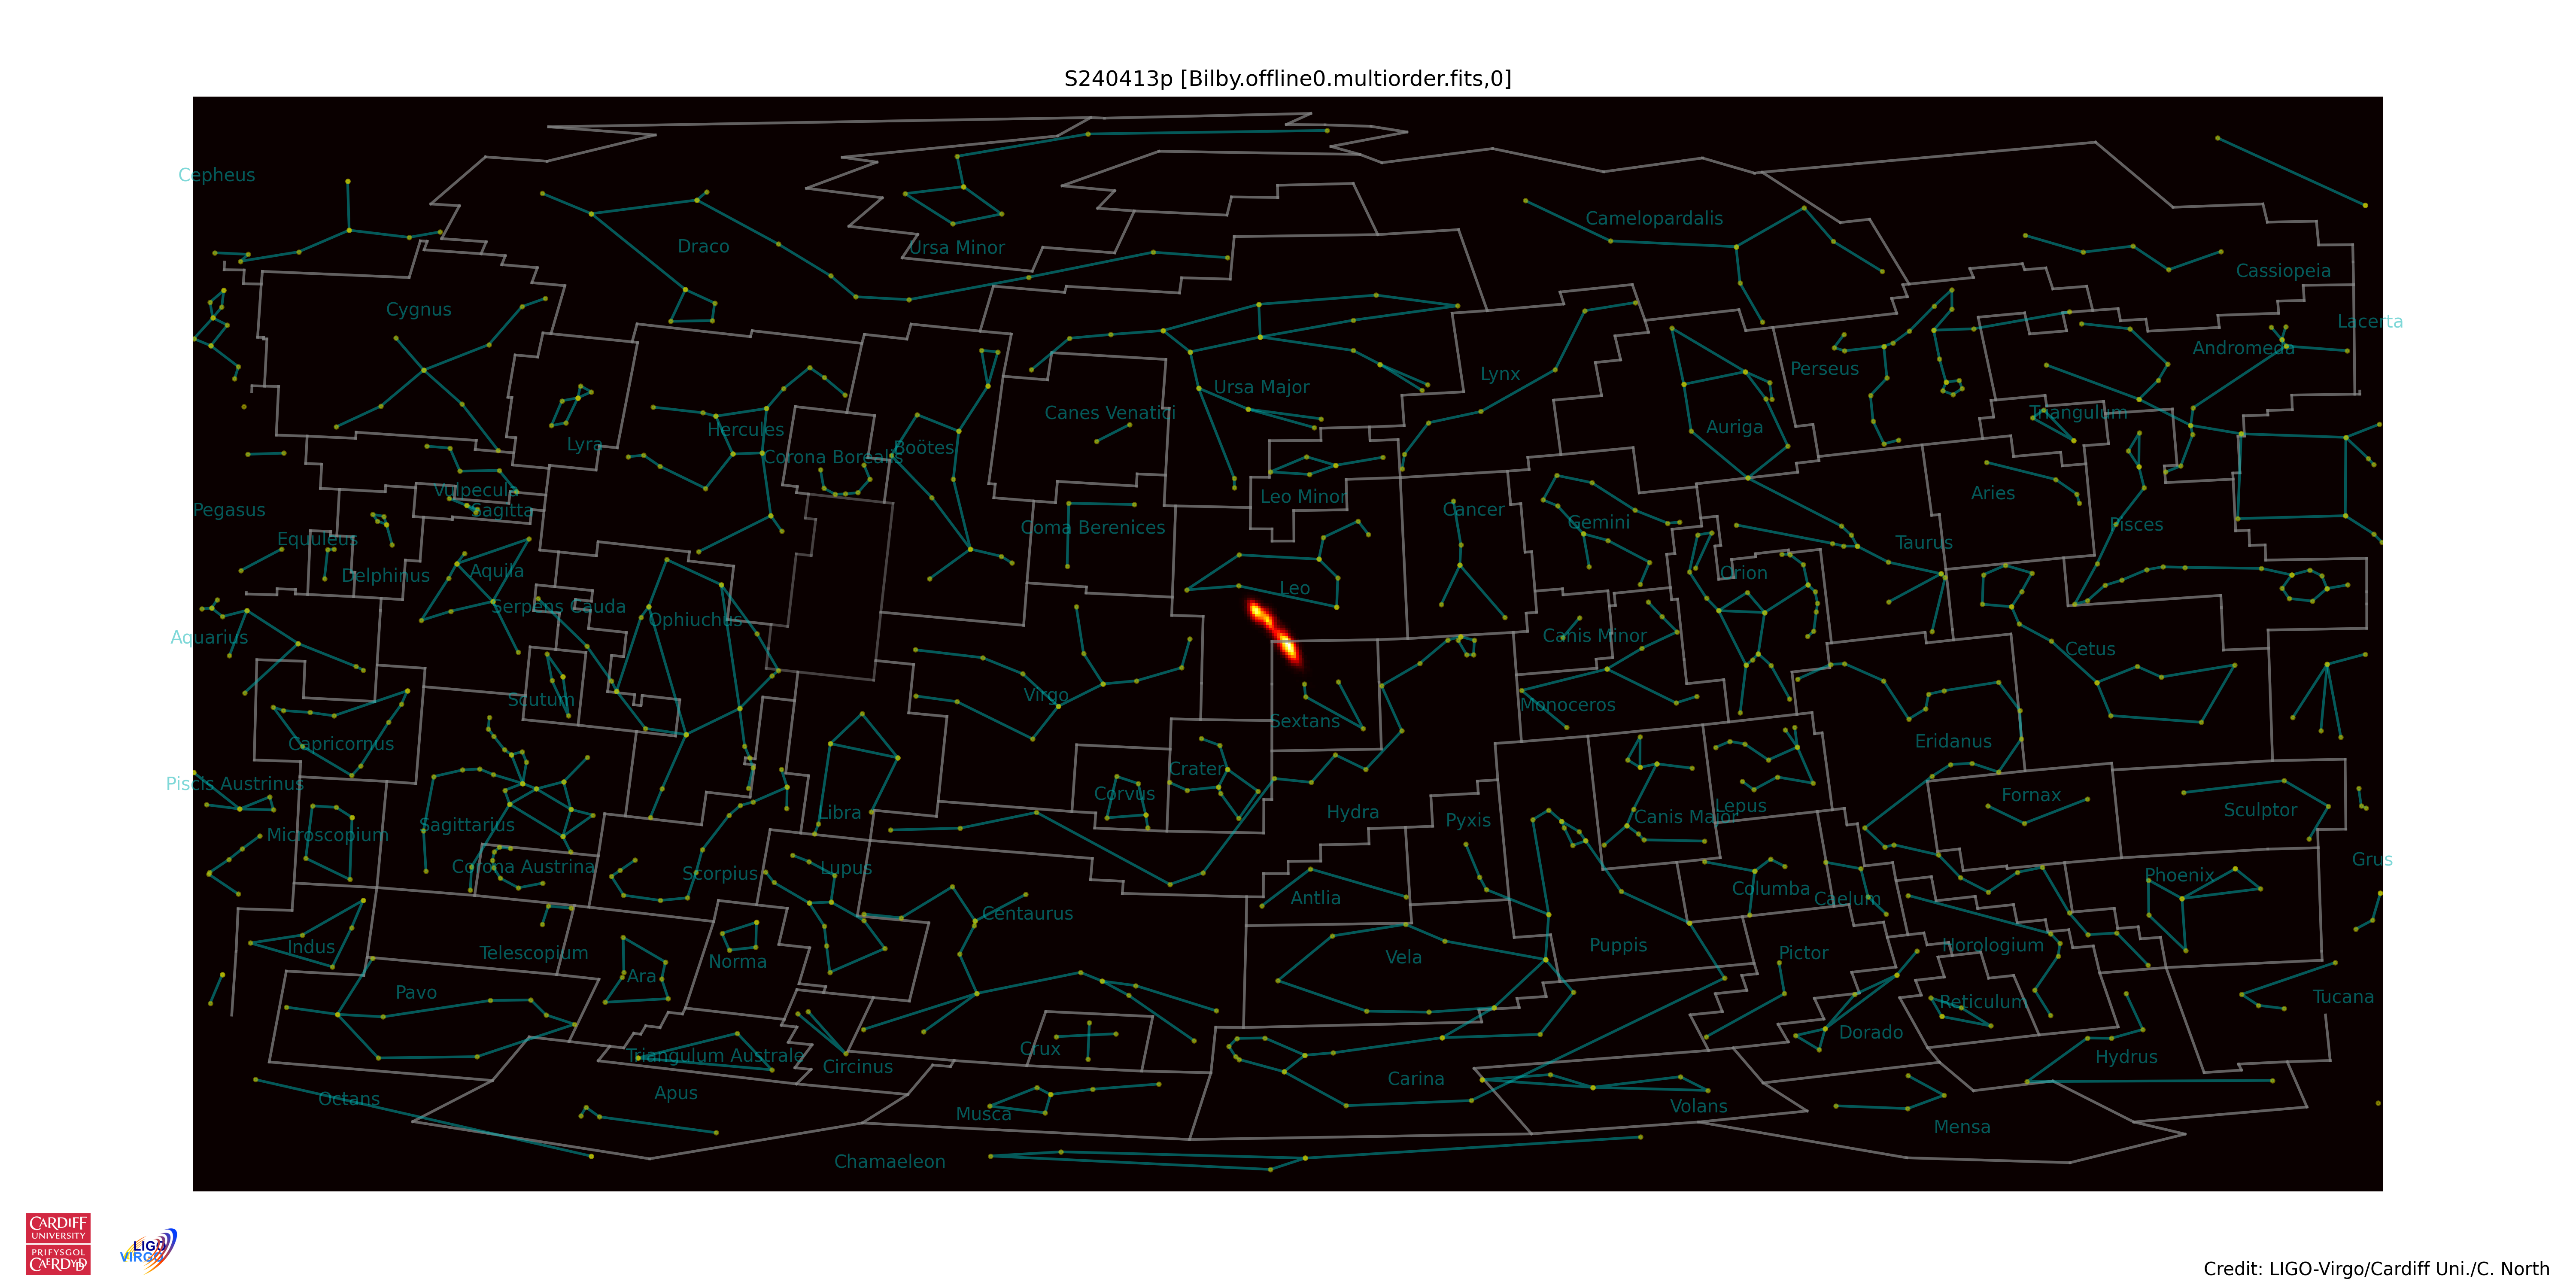 S240413p [Bilby.offline0.multiorder.fits,0]
Cepheus
Camelopardalis
Draco
Ursa Minor
Cassiopeia
Cygnus
Lacerta
Andromeda
Perseus
Lynx
Ursa Major
Canes Venatici
Triangulum
Auriga
Hercules
Lyra
Boötes
Corona Borealis
Vulpecula
Leo Minor
Aries
Pegasus
Sagitta
Cancer
Gemini
Pisces
Coma Berenices
Equuleus
Taurus
Delphinus
Aquila
Orion
Leo
Serpens Cauda
Ophiuchus
Aquarius
Canis Minor
Cetus
Scutum
Virgo
Monoceros
Sextans
Capricornus
Eridanus
Crater
Piscis Austrinus
Corvus
Fornax
Libra
Hydra
Lepus
Sculptor
Sagittarius
Pyxis
Canis Major
Microscopium
Corona Austrina
Scorpius
Lupus
Grus
Phoenix
Columba
Antlia
Caelum
Centaurus
Indus
Telescopium
Vela
Puppis
Pictor
Horologium
Norma
Ara
Pavo
Reticulum
Tucana
Dorado
Crux
Triangulum Australe
Circinus
Hydrus
Carina
Apus
Octans
Volans
Musca
Mensa
Chamaeleon
CARDIFF
UNIVERSITY
PRIFYSGOL
CAERDYDD
LIGO
VIRGO
Credit: LIGO-Virgo/Cardiff Uni./C. North